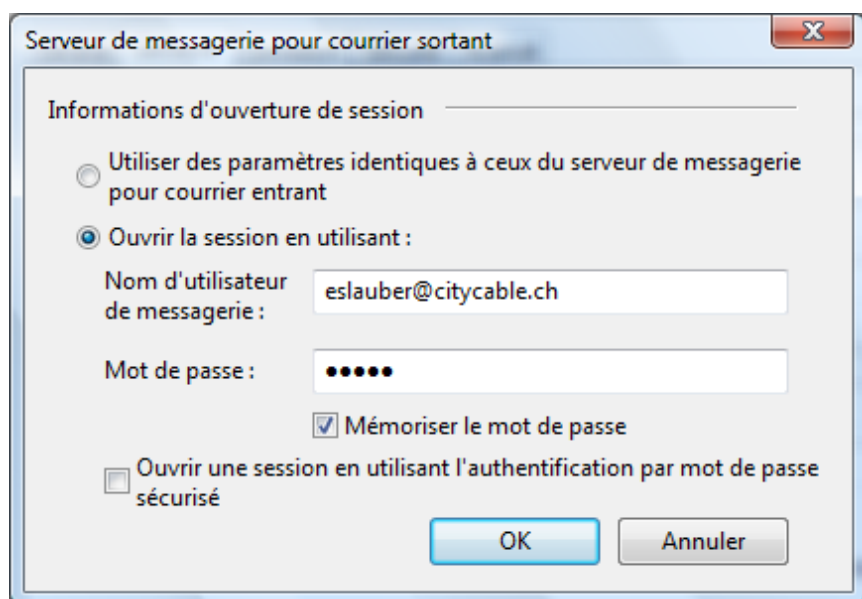 Serveur de messagerie pour courrier sortant
Informations d'ouverture de session
Utiliser des paramètres identiques à ceux du serveur de messagerie
pour courrier entrant
Ouvrir la session en utilisant :
Nom d'utilisateur
de messagerie :
eslauber@citycable.ch
Mot de passe :
•••••
Mémoriser le mot de passe
Ouvrir une session en utilisant l'authentification par mot de passe
sécurisé
OK
Annuler